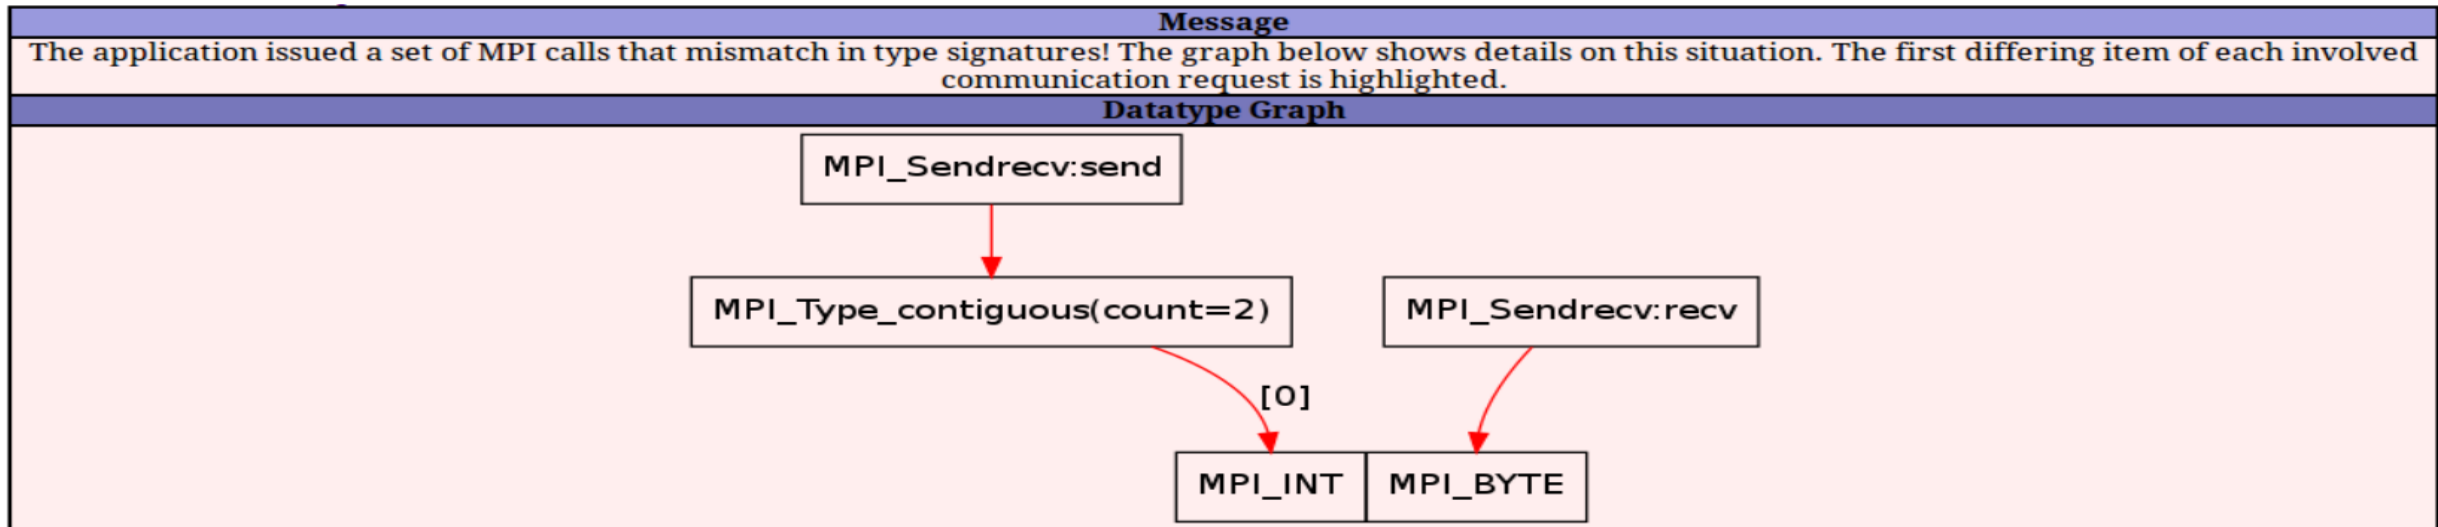 Message
The application issued a set of MPI calls that mismatch in type signatures! The graph below shows details on this situation. The first differing item of each involved
communication request is highlighted.
Datatype Graph
MPI_Sendrecv:send
MPI_Type_contiguous(count=2)
MPI_Sendrecv:recv
[0]
MPI_INT
MPI_BYTE